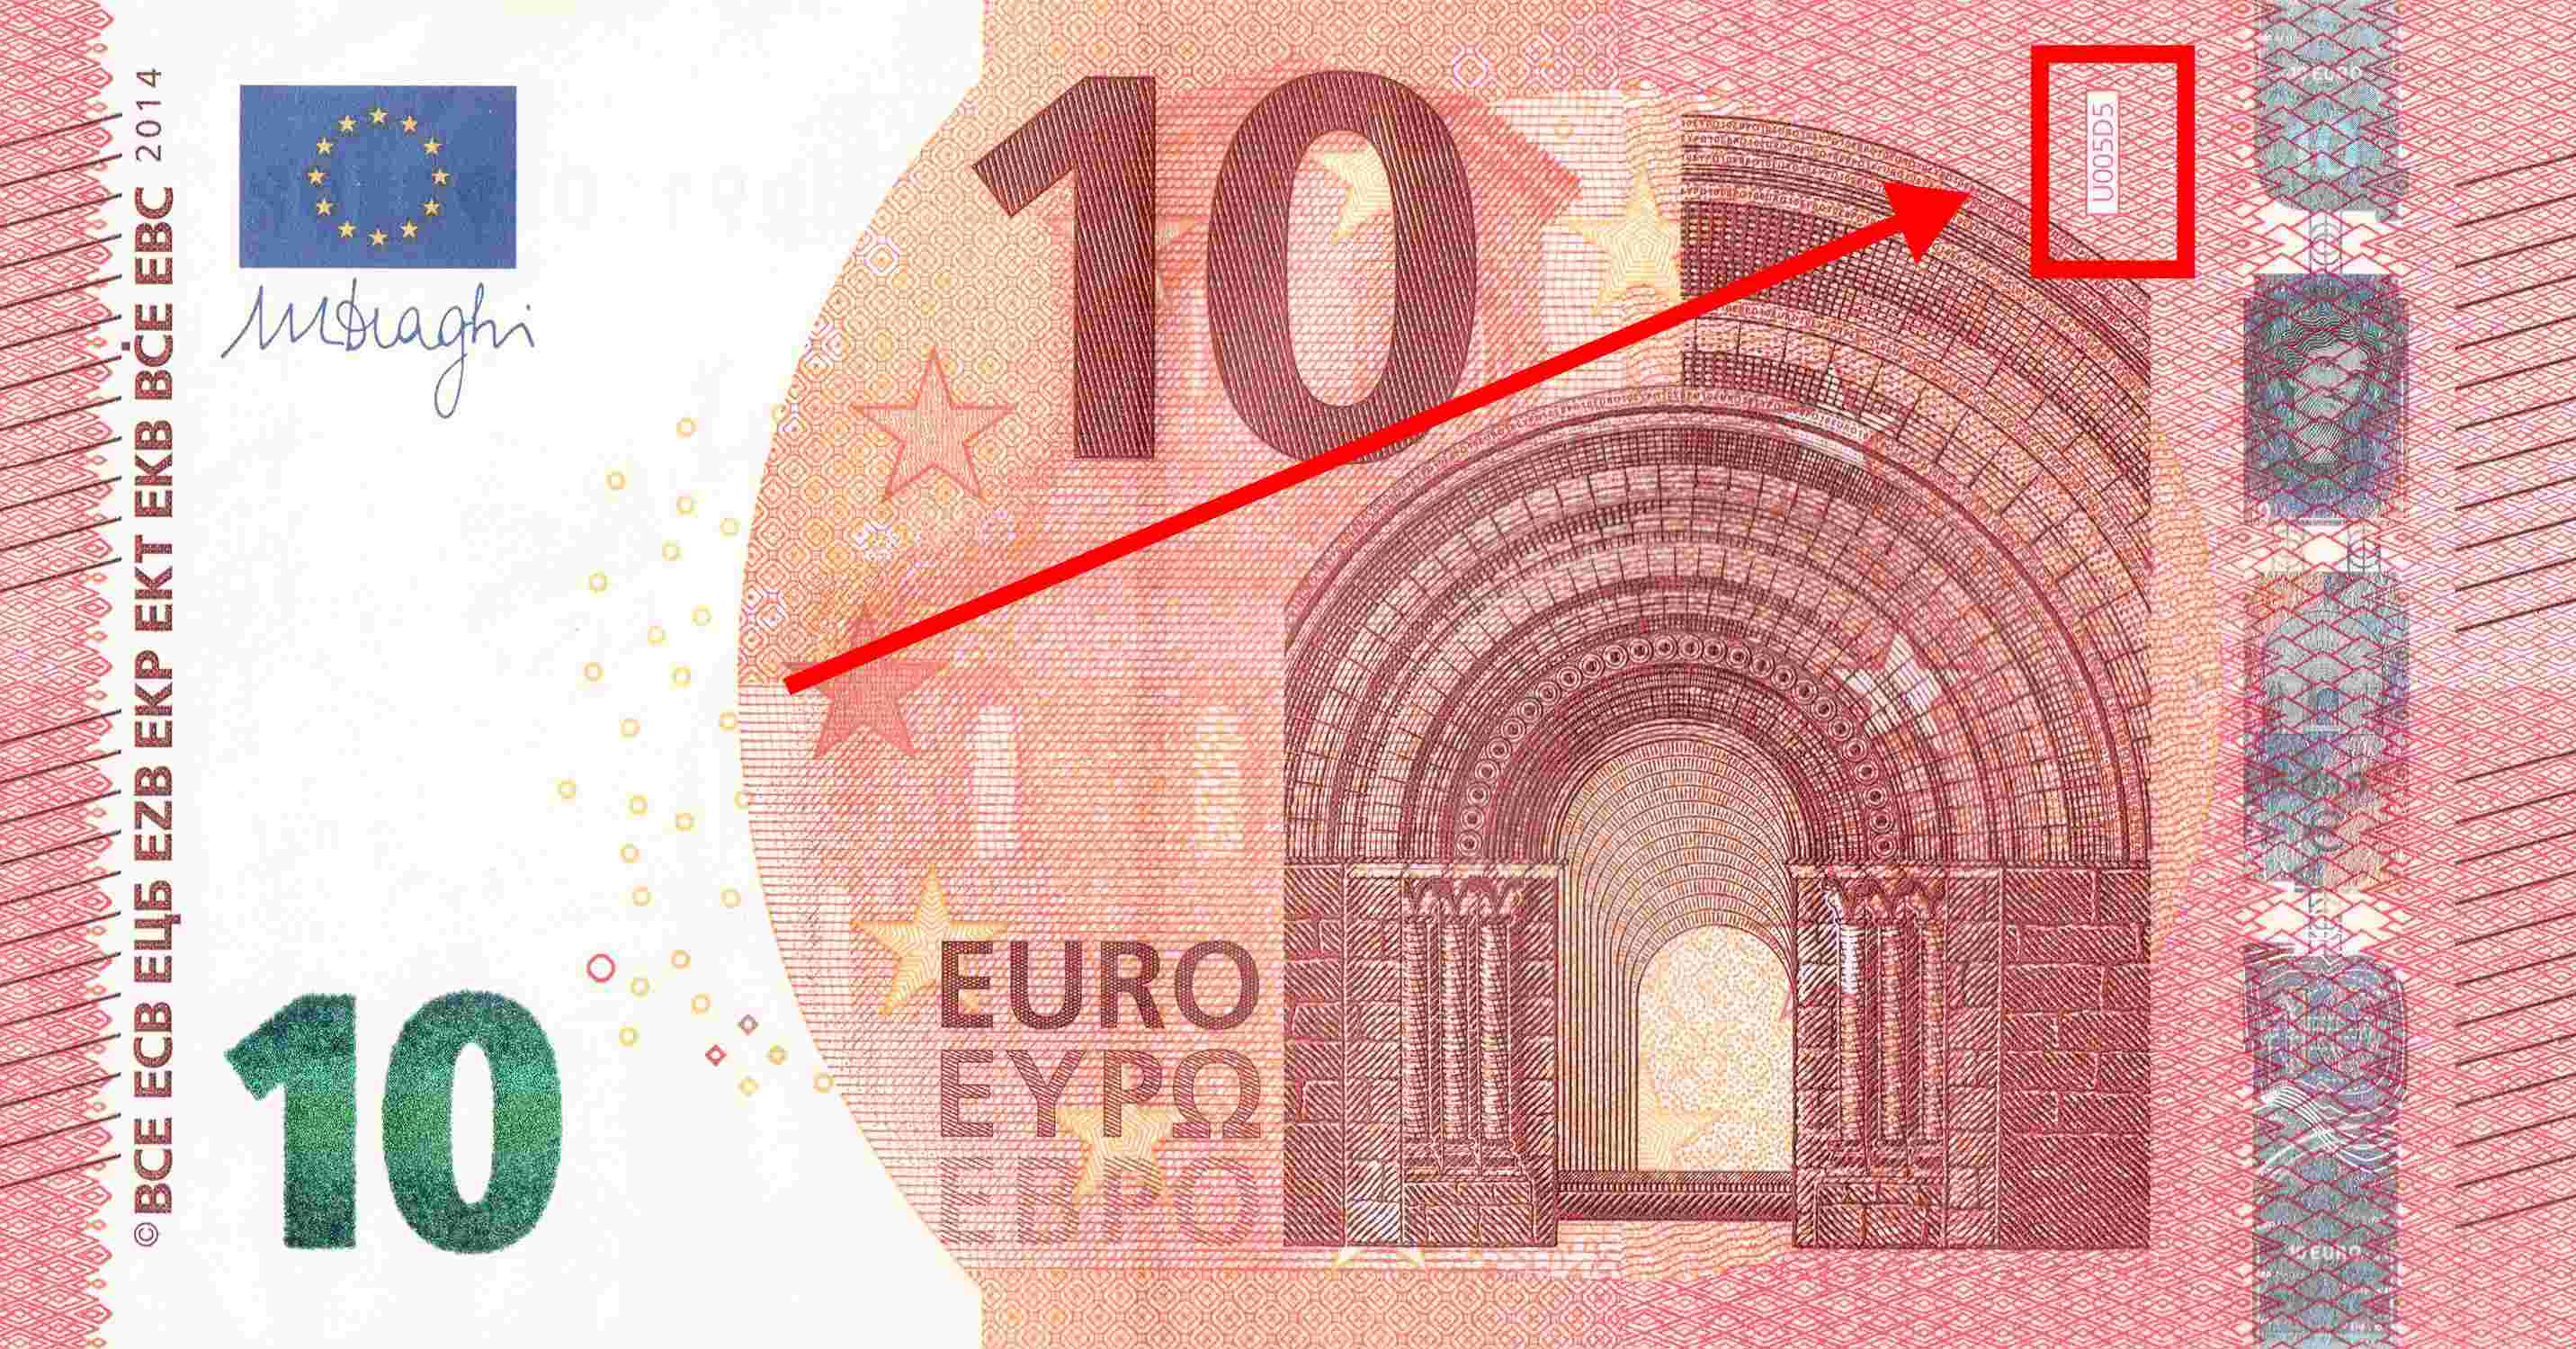 ©BCE ECB ЕЦБ EZB EKP EKT EKB BĊE EBC 2014
MDraghi
10
10
EURO
ΕΥΡΩ
ЕВРО
U005D5
10 EURO
10 EURO